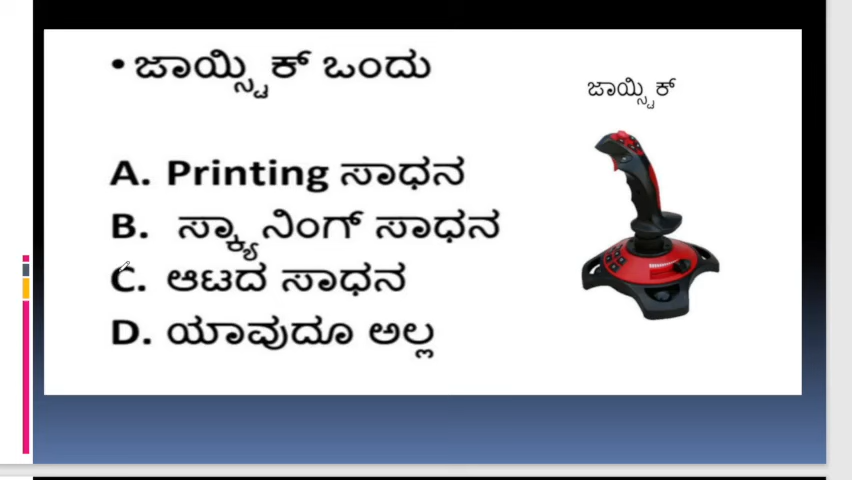 • ಜಾಯ್ಸ್ಟಿಕ್ ಒಂದು
ಜಾಯ್ಸ್ಟಿಕ್
A. Printing ಸಾಧನ
B. ಸ್ಕ್ಯಾನಿಂಗ್ ಸಾಧನ
C. ಆಟದ ಸಾಧನ
D. ಯಾವುದೂ ಅಲ್ಲ